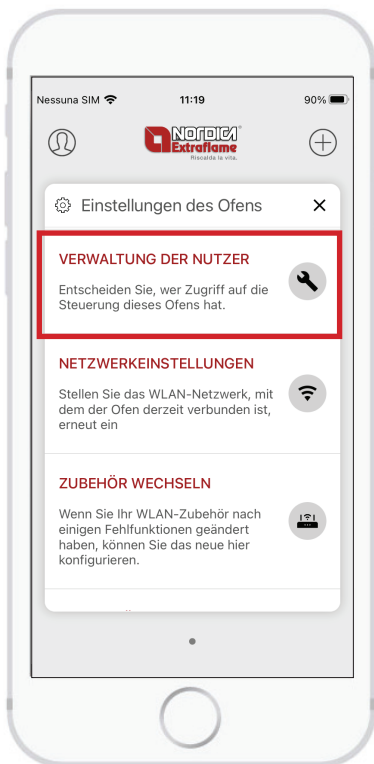 Nessuna SIM 11:19 90%
NORDICA®
Extraflame
Riscalda la vita.
Einstellungen des Ofens
VERWALTUNG DER NUTZER
Entscheiden Sie, wer Zugriff auf die
Steuerung dieses Ofens hat.
NETZWERKEINSTELLUNGEN
Stellen Sie das WLAN-Netzwerk, mit
dem der Ofen derzeit verbunden ist,
erneut ein
ZUBEHÖR WECHSELN
Wenn Sie Ihr WLAN-Zubehör nach
einigen Fehlfunktionen geändert
haben, können Sie das neue hier
konfigurieren.